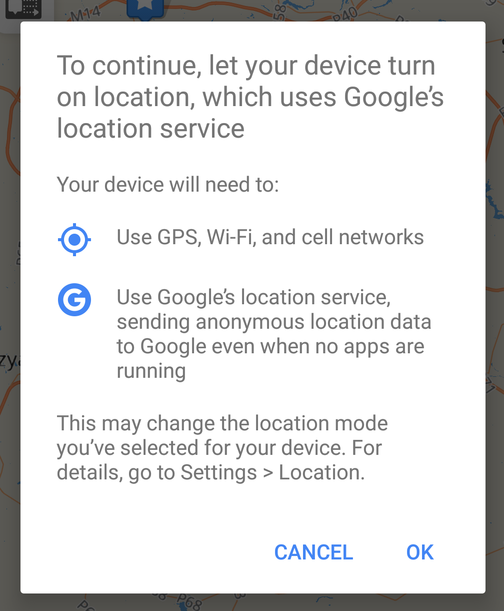 M14
P40
To continue, let your device turn
on location, which uses Google's
location service
Your device will need to:
Use GPS, Wi-Fi, and cell networks
G
Use Google's location service,
sending anonymous location data
to Google even when no apps are
running
This may change the location mode
you've selected for your device. For
details, go to Settings > Location.
CANCEL
OK
P68